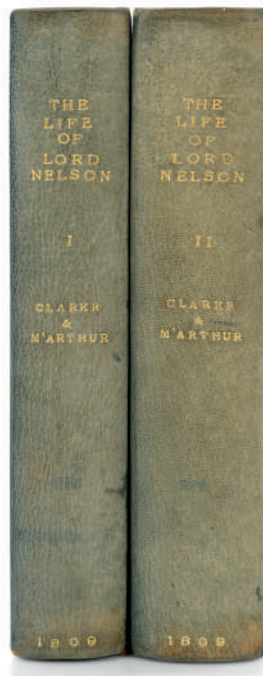 THE
LIFE
OF
LORD
NELSON
I
CLARKE
&
M'ARTHUR
1809
THE
LIFE
OF
LORD
NELSON
II
CLARKE
&
M'ARTHUR
1809